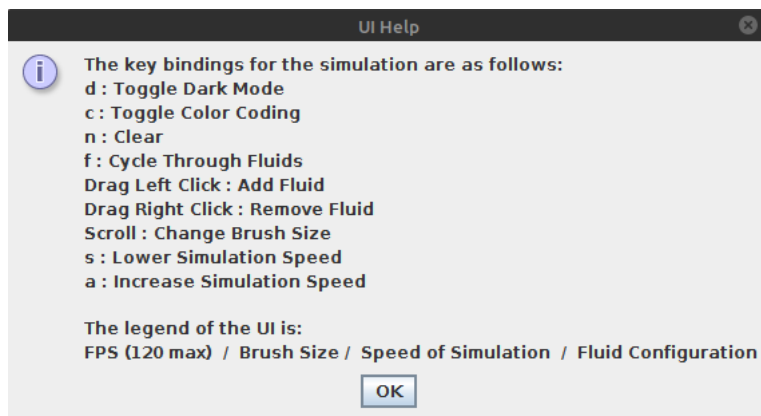 UI Help
The key bindings for the simulation are as follows:
d : Toggle Dark Mode
c : Toggle Color Coding
n : Clear
f : Cycle Through Fluids
Drag Left Click : Add Fluid
Drag Right Click : Remove Fluid
Scroll : Change Brush Size
s : Lower Simulation Speed
a : Increase Simulation Speed
The legend of the UI is:
FPS (120 max) / Brush Size / Speed of Simulation / Fluid Configuration
OK